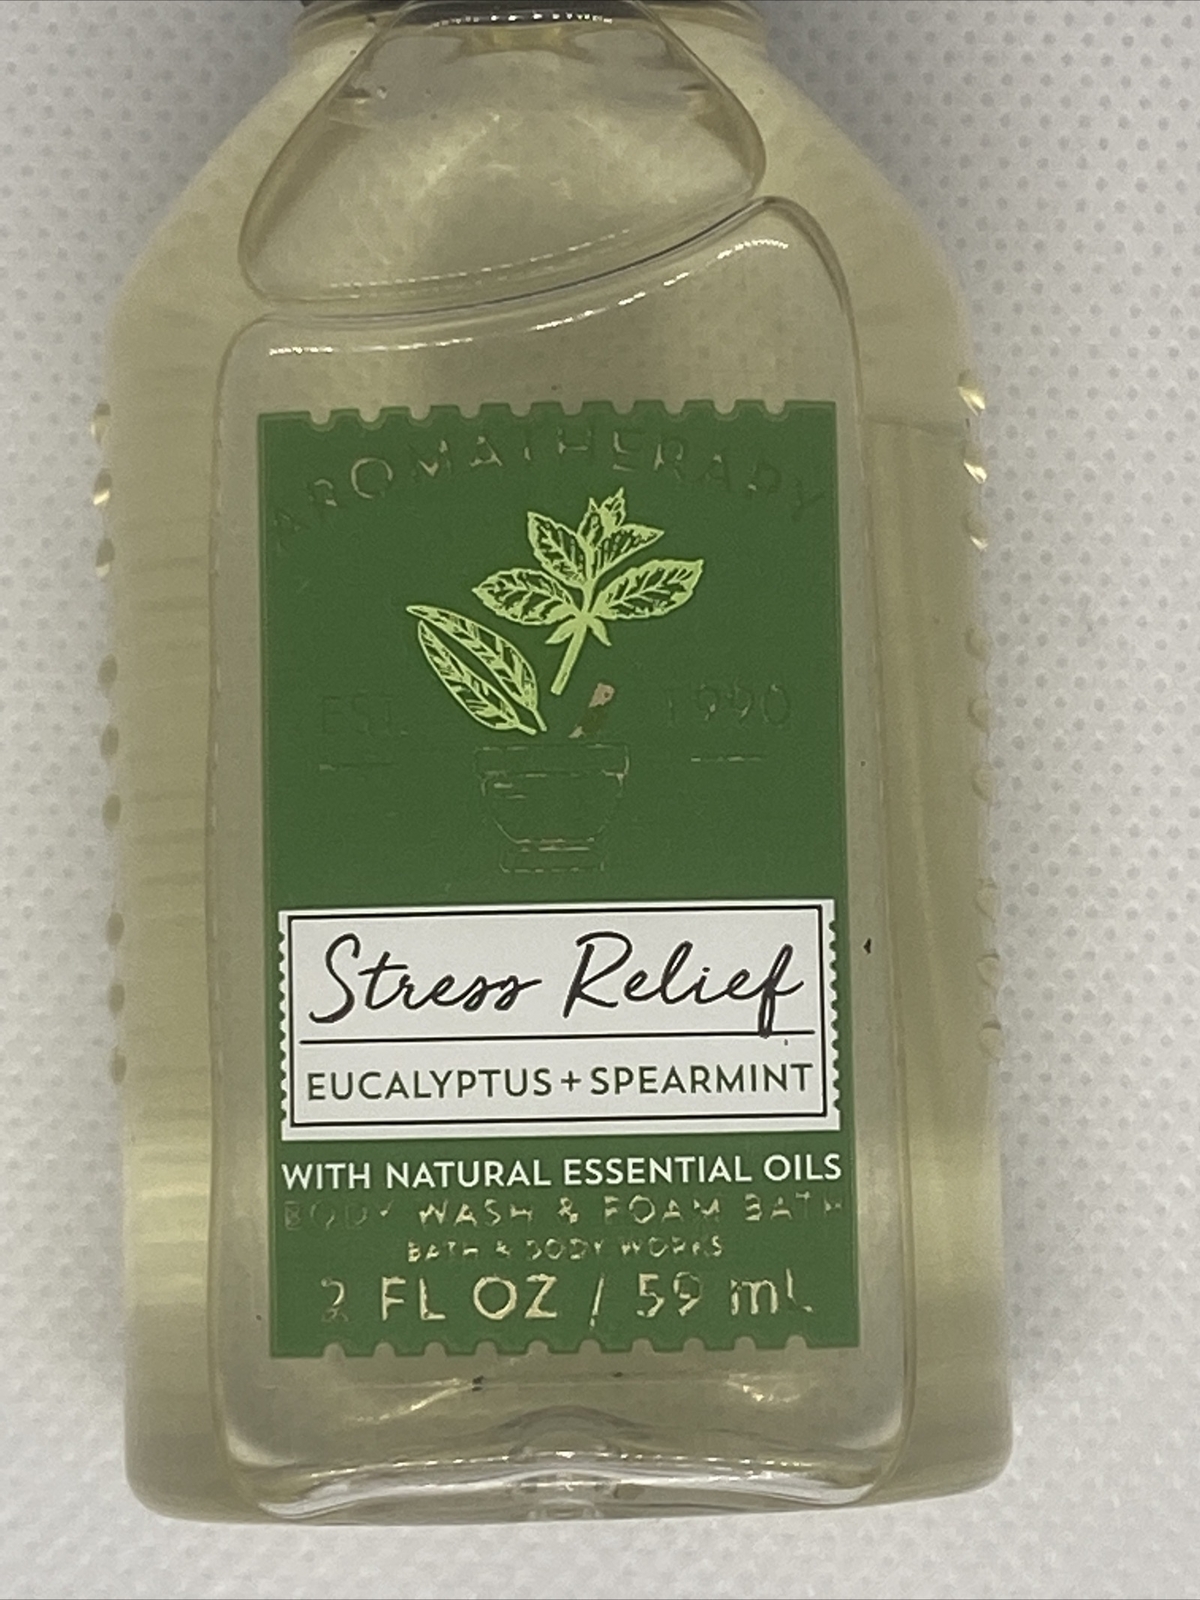 AROMATHERAPY
EST. 1990
Stress Relief
EUCALYPTUS + SPEARMINT
WITH NATURAL ESSENTIAL OILS
BODY WASH & FOAM BATH
BATH & BODY WORKS
2 FL OZ / 59 mL